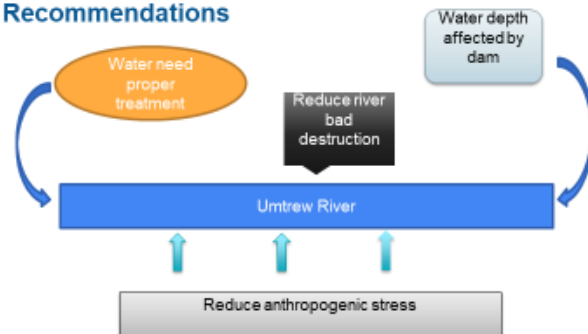 Recommendations
Water need
proper
treatment
Water depth
affected by
dam
Reduce river
bad
destruction
Umtrew River
Reduce anthropogenic stress